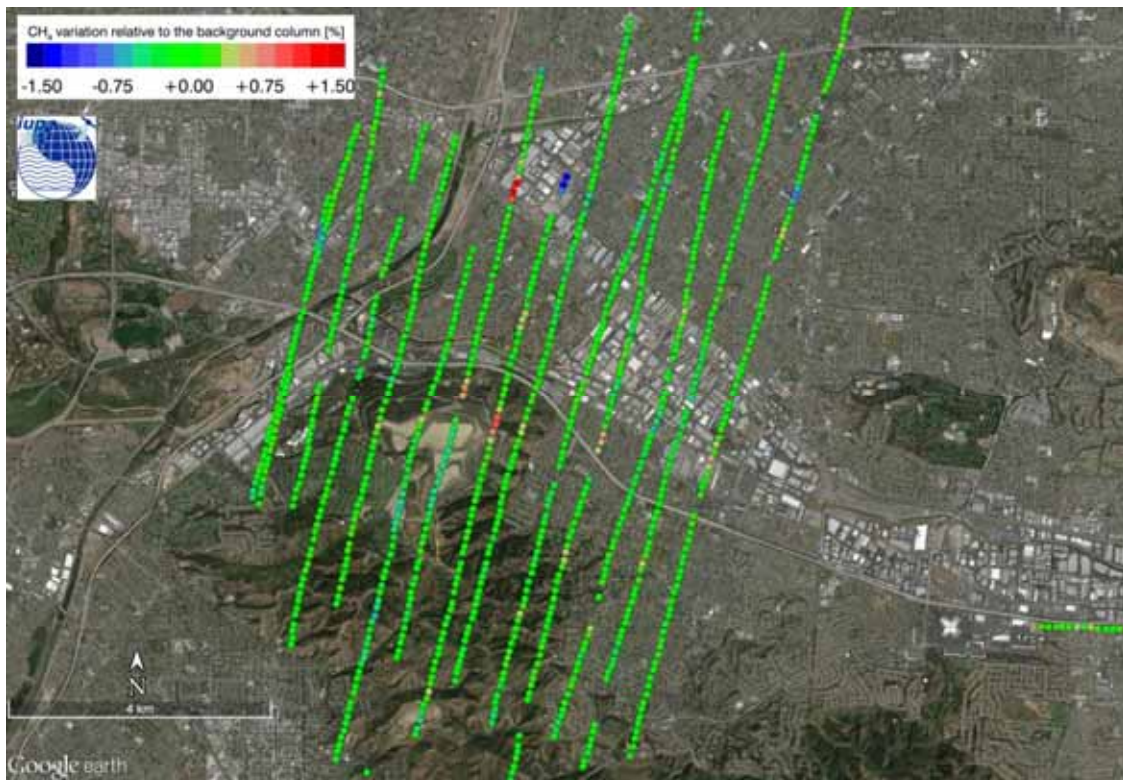 CH₄ variation relative to the background column [%]
-1.50 -0.75 +0.00 +0.75 +1.50
iup
N
4 km
Google earth